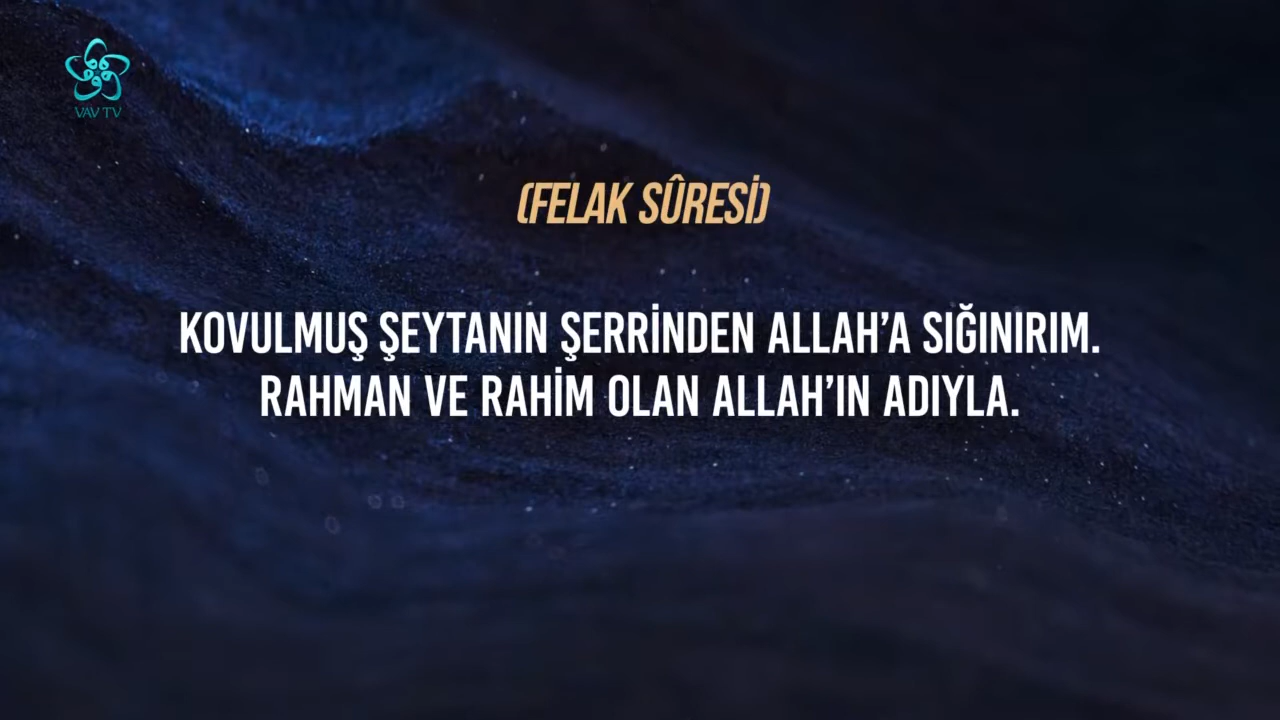 VAV TV
(FELAK SÛRESİ)
KOVULMUŞ ŞEYTANIN ŞERRİNDEN ALLAH’A SIĞINIRIM.
RAHMAN VE RAHİM OLAN ALLAH’IN ADIYLA.